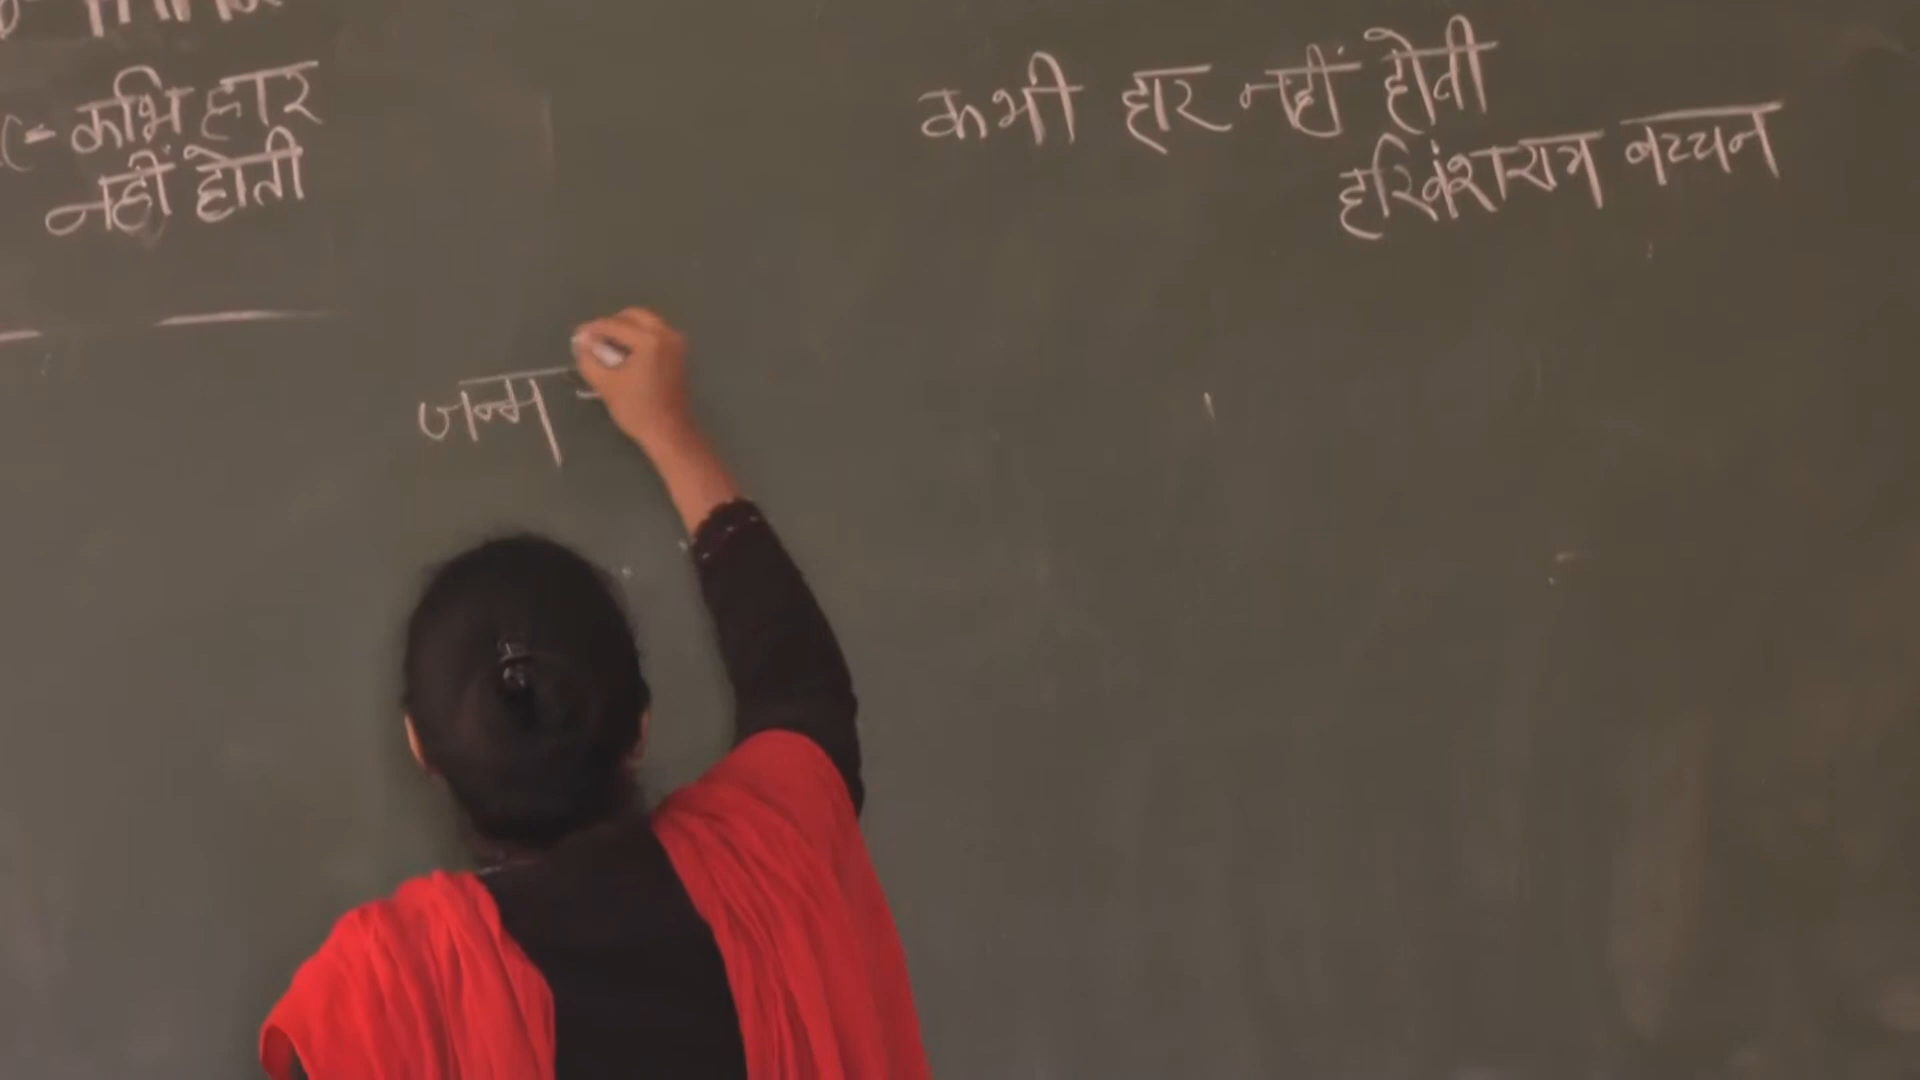 कभि हार
नहीं होती
कभी हार नहीं होती
हरिवंशराय बच्चन
जन्म -